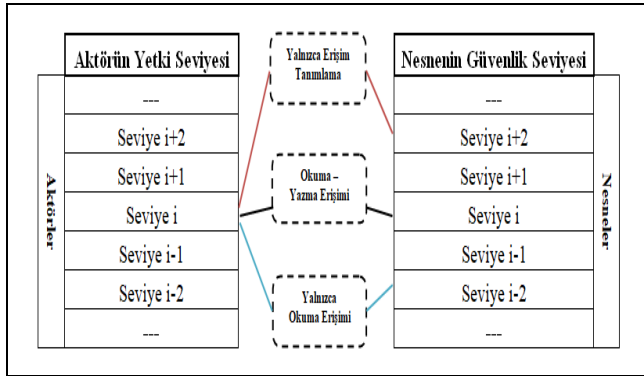 Aktörün Yetki Seviyesi
---
Seviye i+2
Seviye i+1
Seviye i
Seviye i-1
Seviye i-2
---
Aktörler
Yalnızca Erişim
Tanımlama
Okuma –
Yazma Erişimi
Yalnızca
Okuma Erişimi
Nesnenin Güvenlik Seviyesi
---
Seviye i+2
Seviye i+1
Seviye i
Seviye i-1
Seviye i-2
---
Nesneler